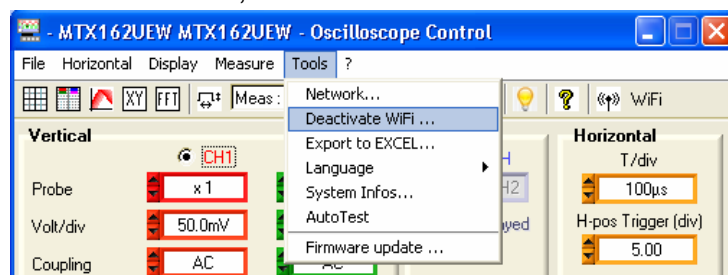 - MTX162UEW MTX162UEW - Oscilloscope Control
File Horizontal Display Measure Tools ?
XY FFT Meas: ? WiFi
Network...
Deactivate WiFi ...
Export to EXCEL...
Language
System Infos...
AutoTest
Firmware update ...
Vertical
CH1
Probe x 1
Volt/div 50.0mV
Coupling AC AC
H2
yed
Horizontal
T/div
100µs
H-pos Trigger (div)
5.00